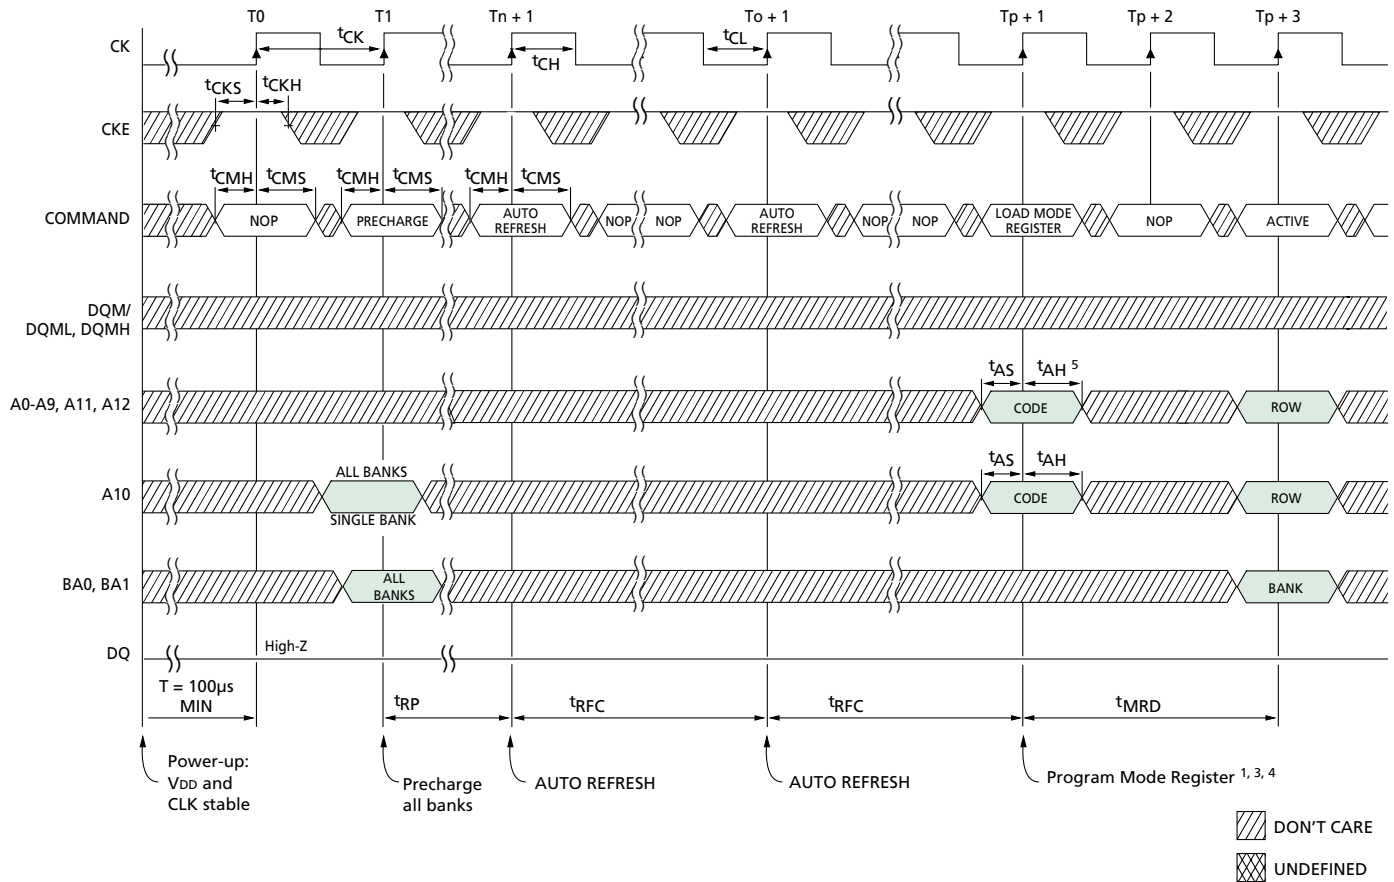 T0 T1 Tn + 1 To + 1 Tp + 1 Tp + 2 Tp + 3
CK
tCK
tCH
tCL
tCKS tCKH
CKE
tCMH tCMS tCMH tCMS tCMH tCMS
COMMAND
NOP PRECHARGE AUTO REFRESH NOP NOP AUTO REFRESH NOP NOP LOAD MODE REGISTER NOP ACTIVE
DQM/
DQML, DQMH
tAS tAH 5
A0-A9, A11, A12
CODE ROW
ALL BANKS
tAS tAH
A10
CODE ROW
SINGLE BANK
BA0, BA1
ALL
BANKS
BANK
DQ
High-Z
T = 100µs
MIN
tRP tRFC tRFC tMRD
Power-up:
VDD and
CLK stable
Precharge
all banks
AUTO REFRESH
AUTO REFRESH
Program Mode Register 1, 3, 4
DON'T CARE
UNDEFINED